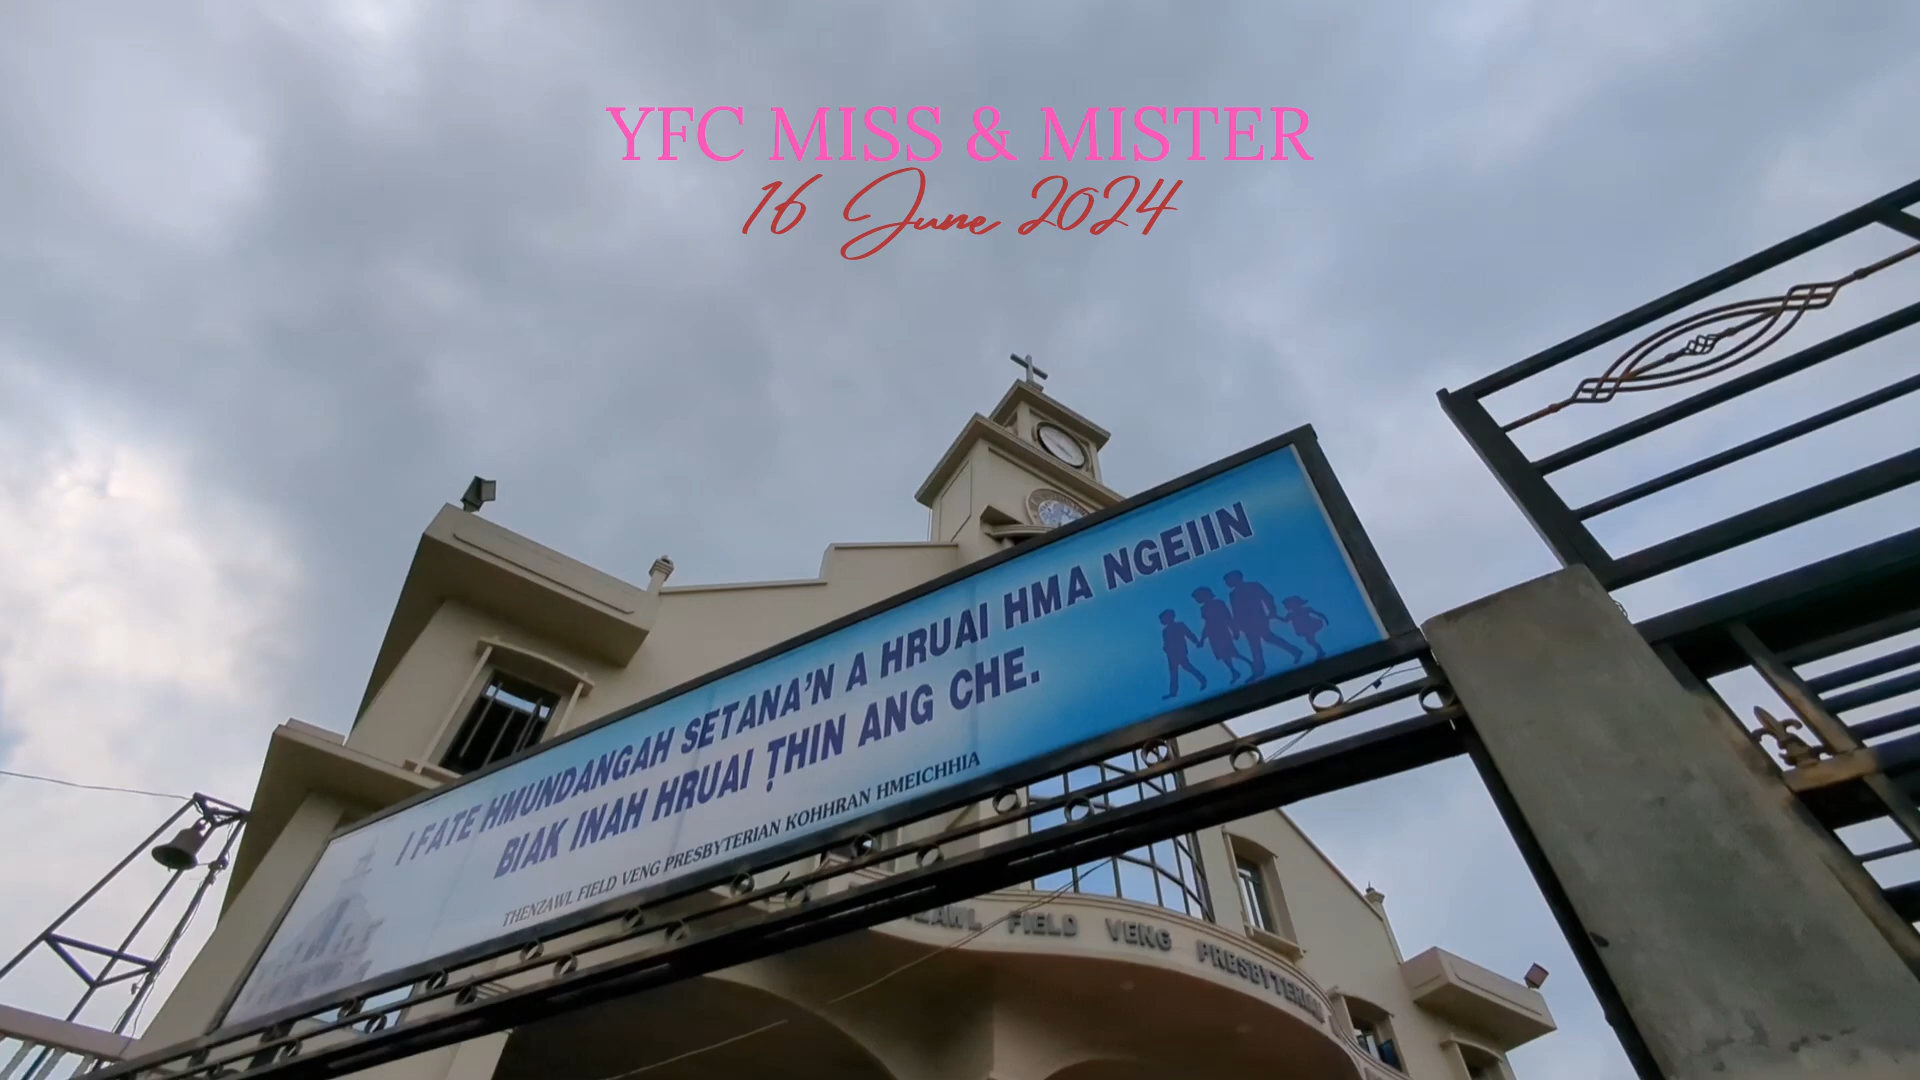 YFC MISS & MISTER
16 June 2024
I FATE HMUNDANGAH SETANA'N A HRUAI HMA NGEIIN
BIAK INAH HRUAI ṬHIN ANG CHE.
THENZAWL FIELD VENG PRESBYTERIAN KOHHRAN HMEICHHIA
FIELD VENG PRESBYTERIAN